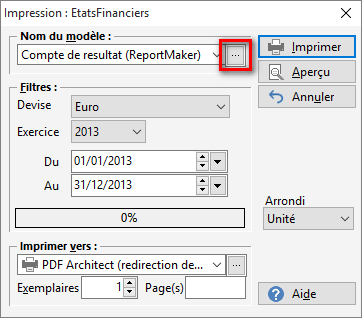 Impression : EtatsFinanciers
Nom du modèle :
Compte de resultat (ReportMaker)
...
Imprimer
Aperçu
Annuler
Filtres :
Devise
Euro
Exercice
2013
Du
01/01/2013
Au
31/12/2013
0%
Arrondi
Unité
Imprimer vers :
PDF Architect (redirection de...
...
Exemplaires
1
Page(s)
Aide